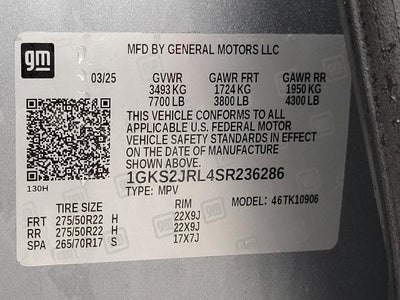 gm
MFD BY GENERAL MOTORS LLC
03/25 GVWR GAWR FRT GAWR RR
3493 KG 1724 KG 1950 KG
7700 LB 3800 LB 4300 LB
THIS VEHICLE CONFORMS TO ALL
APPLICABLE U.S. FEDERAL MOTOR
VEHICLE SAFETY STANDARDS IN EFFECT
ON THE DATE OF MANUFACTURE
SHOWN ABOVE.
130H
1GKS2JRL4SR236286
TYPE: MPV
MODEL: 46TK10906
TIRE SIZE RIM
FRT 275/50R22 H 22X9J
RR 275/50R22 H 22X9J
SPA 265/70R17 S 17X7J